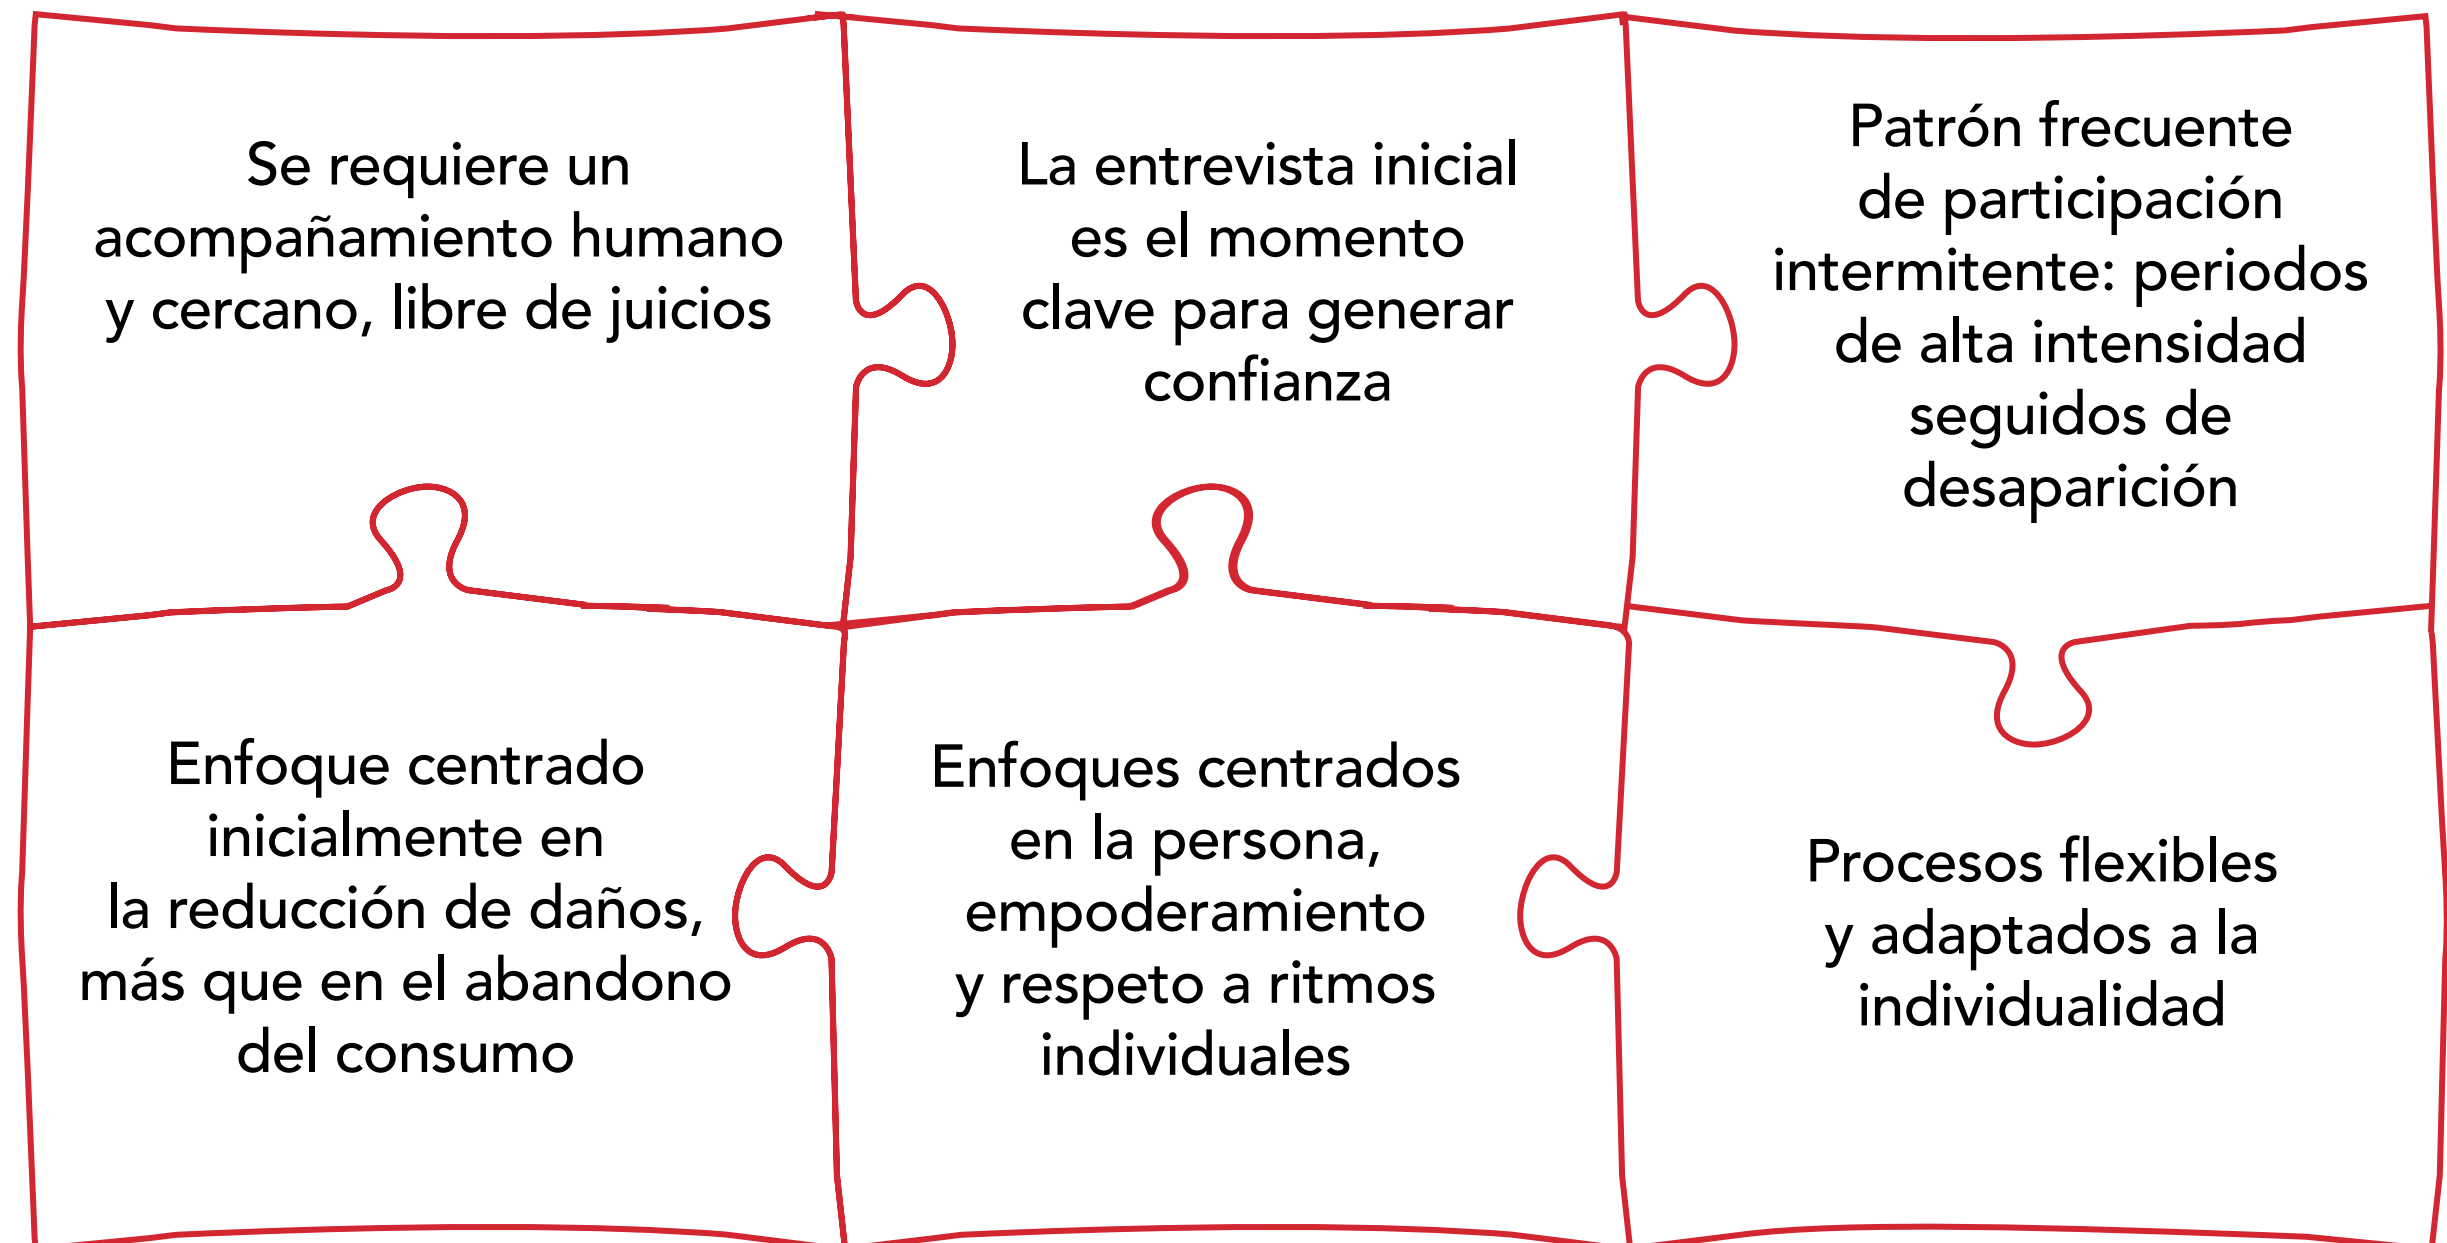 Se requiere un
acompañamiento humano
y cercano, libre de juicios
La entrevista inicial
es el momento
clave para generar
confianza
Patrón frecuente
de participación
intermitente: periodos
de alta intensidad
seguidos de
desaparición
Enfoque centrado
inicialmente en
la reducción de daños,
más que en el abandono
del consumo
Enfoques centrados
en la persona,
empoderamiento
y respeto a ritmos
individuales
Procesos flexibles
y adaptados a la
individualidad